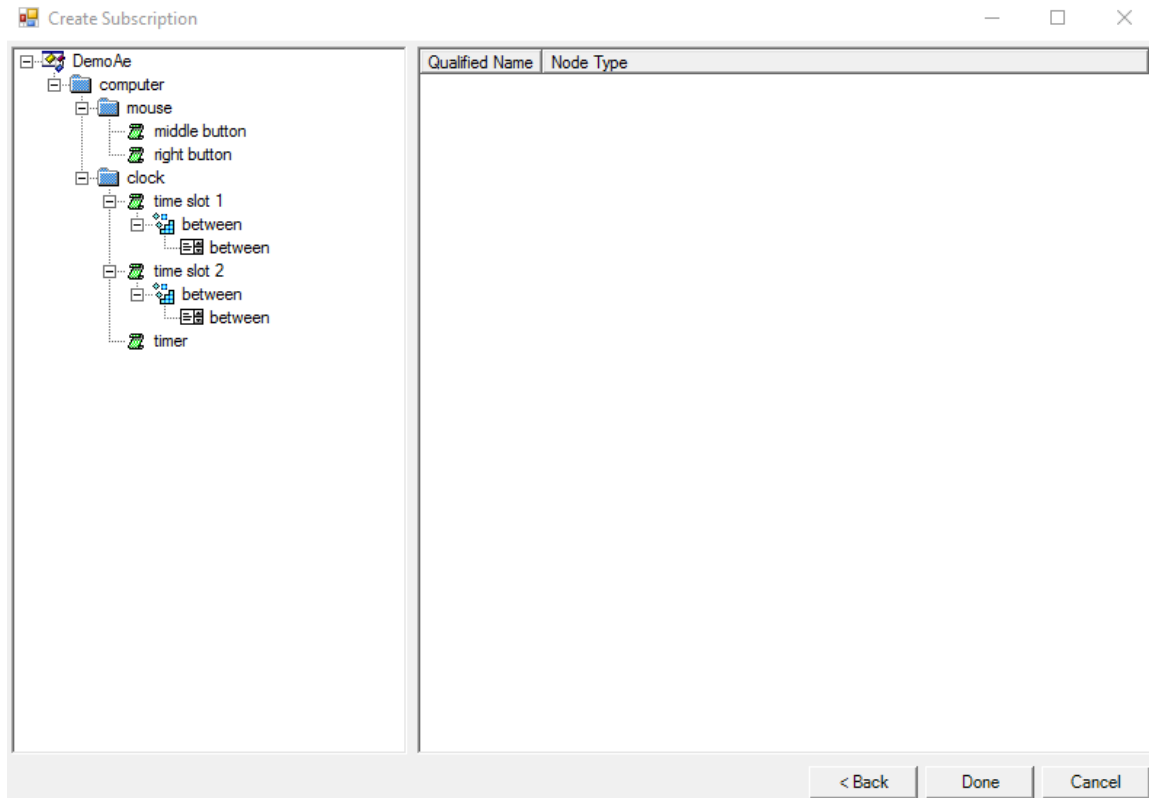 Create Subscription
DemoAe
computer
mouse
middle button
right button
clock
time slot 1
between
between
time slot 2
between
between
timer
Qualified Name Node Type
< Back Done Cancel